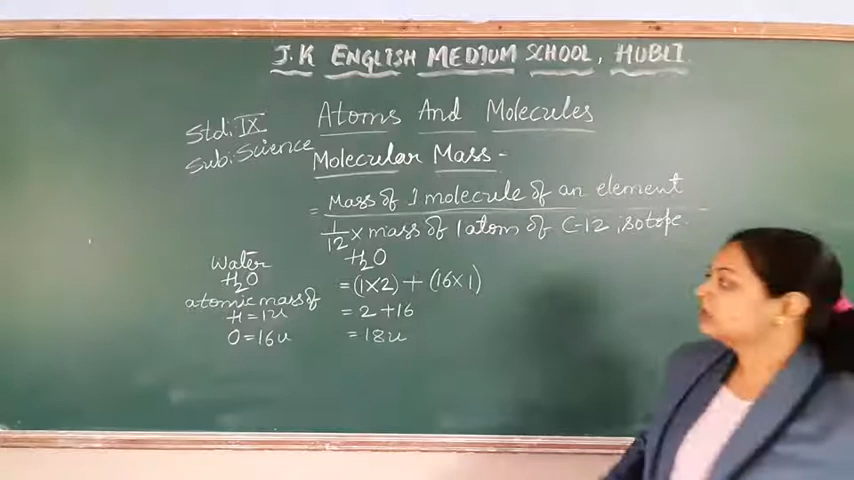 J.K ENGLISH MEDIUM SCHOOL, HUBLI
Std: IX
Sub: Science
Atoms And Molecules
Molecular Mass -
= Mass of 1 molecule of an element
1/12 x mass of 1 atom of C-12 isotope.
Water
H2O
atomic mass of
H = 1u
O = 16u
H2O
= (1x2) + (16x1)
= 2 + 16
= 18u